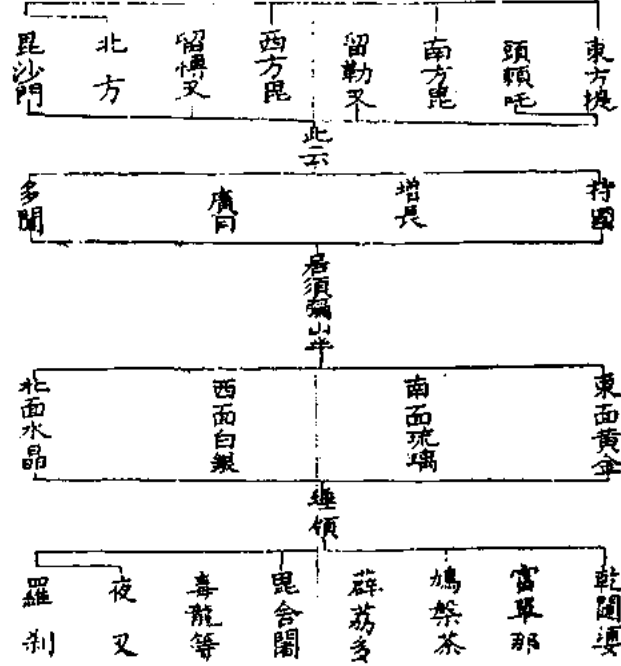 東方提
頭賴吒
南方毘
留勒叉
西方毘
留愽叉
北方
毘沙門
此云
持國
增長
廣目
多聞
居須彌山半
東面黃金
南面琉璃
西面白銀
北面水晶
統領
乾闥婆
富單那
鳩槃茶
薜荔多
毘舍闍
毒龍等
夜叉
羅剎